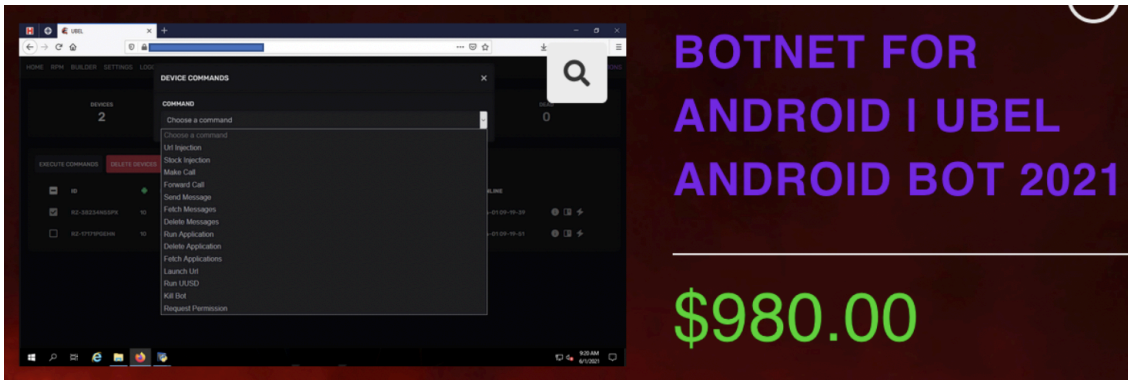 UBEL
HOME RPM BUILDER SETTINGS
DEVICE COMMANDS
DEVICES
2
COMMAND
Choose a command
0
Choose a command
Url Injection
Stock Injection
Make Call
Forward Call
Send Message
Fetch Messages
Delete Messages
Run Application
Delete Application
Fetch Applications
Launch Url
Run UUSD
Kill Bot
Request Permission
EXECUTE COMMANDS DELETE DEVICES
ID
10
10
9:20 AM
6/1/2021
BOTNET FOR
ANDROID | UBEL
ANDROID BOT 2021
$980.00